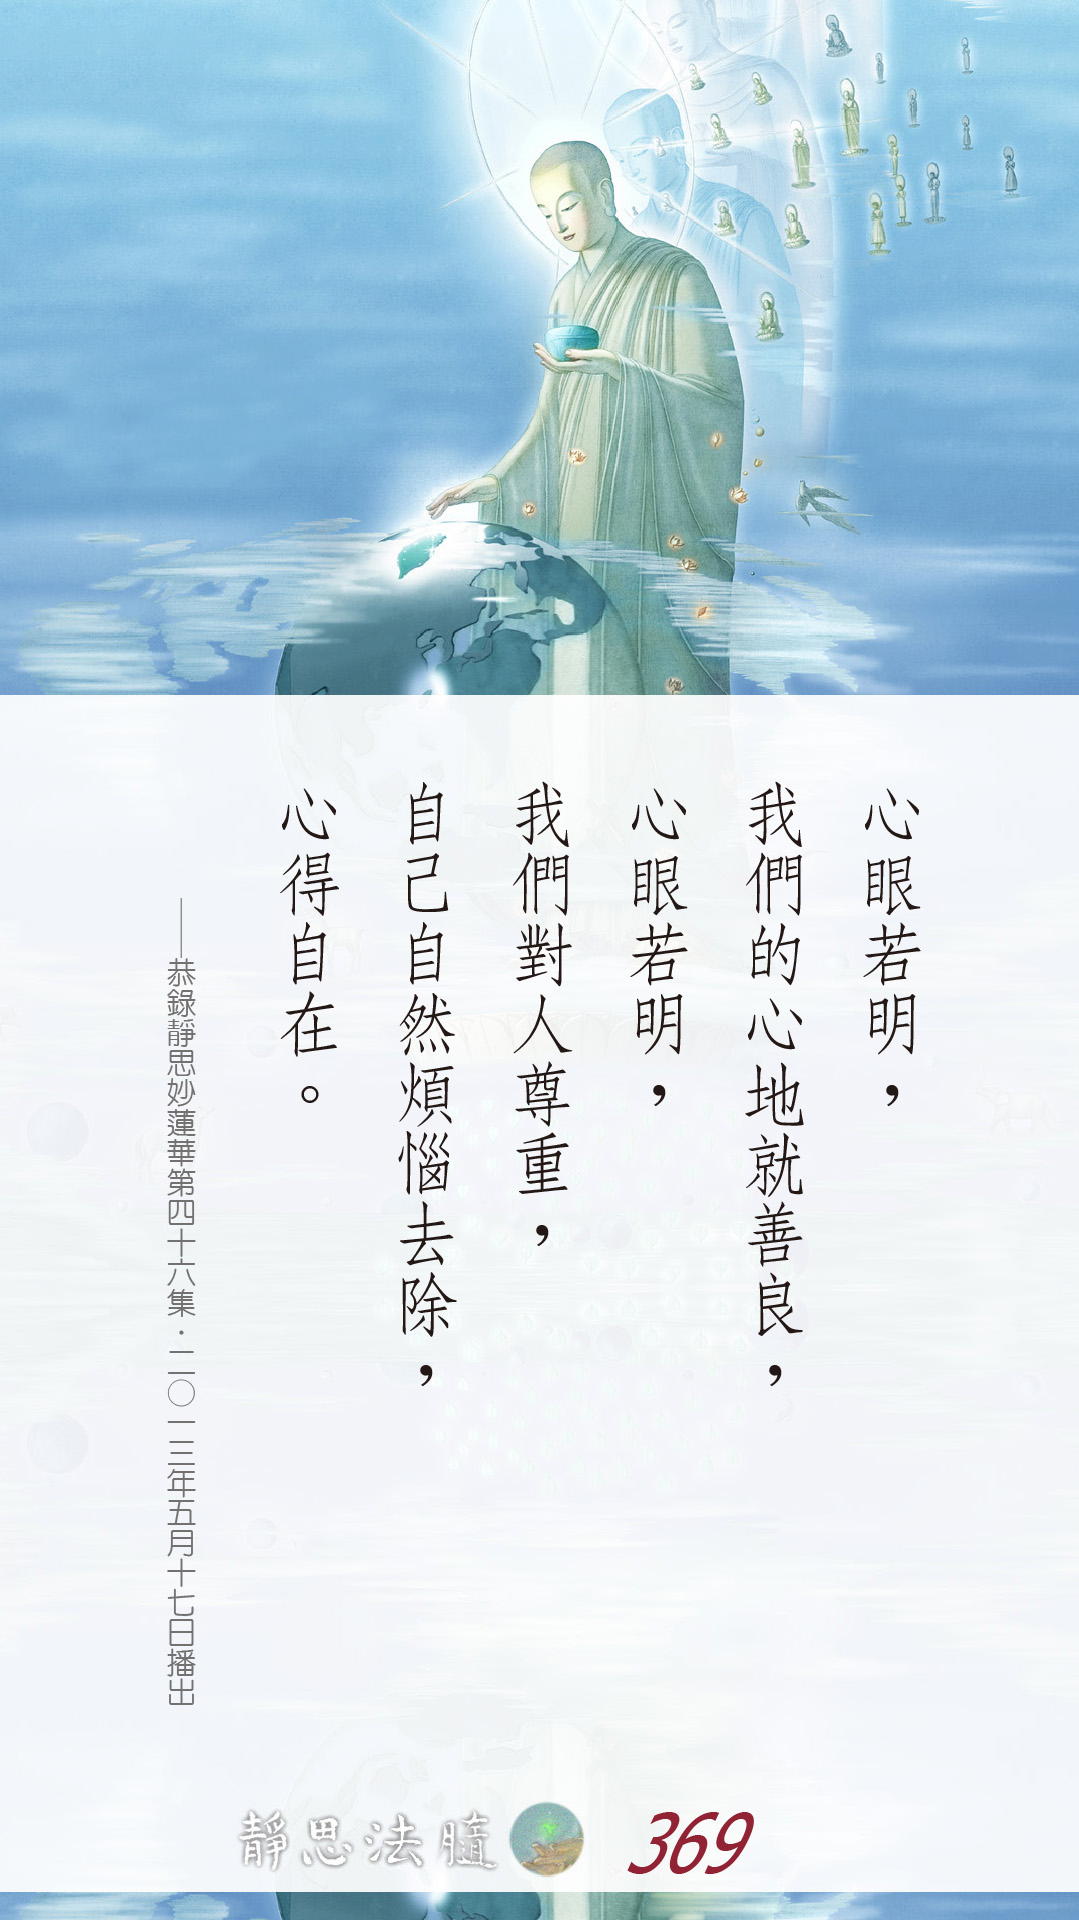 心眼若明，
我們的心地就善良，
心眼若明，
我們對人尊重，
自己自然煩惱去除，
心得自在。
——恭錄靜思妙蓮華第四十六集．二〇一三年五月十七日播出
靜思法髓
369